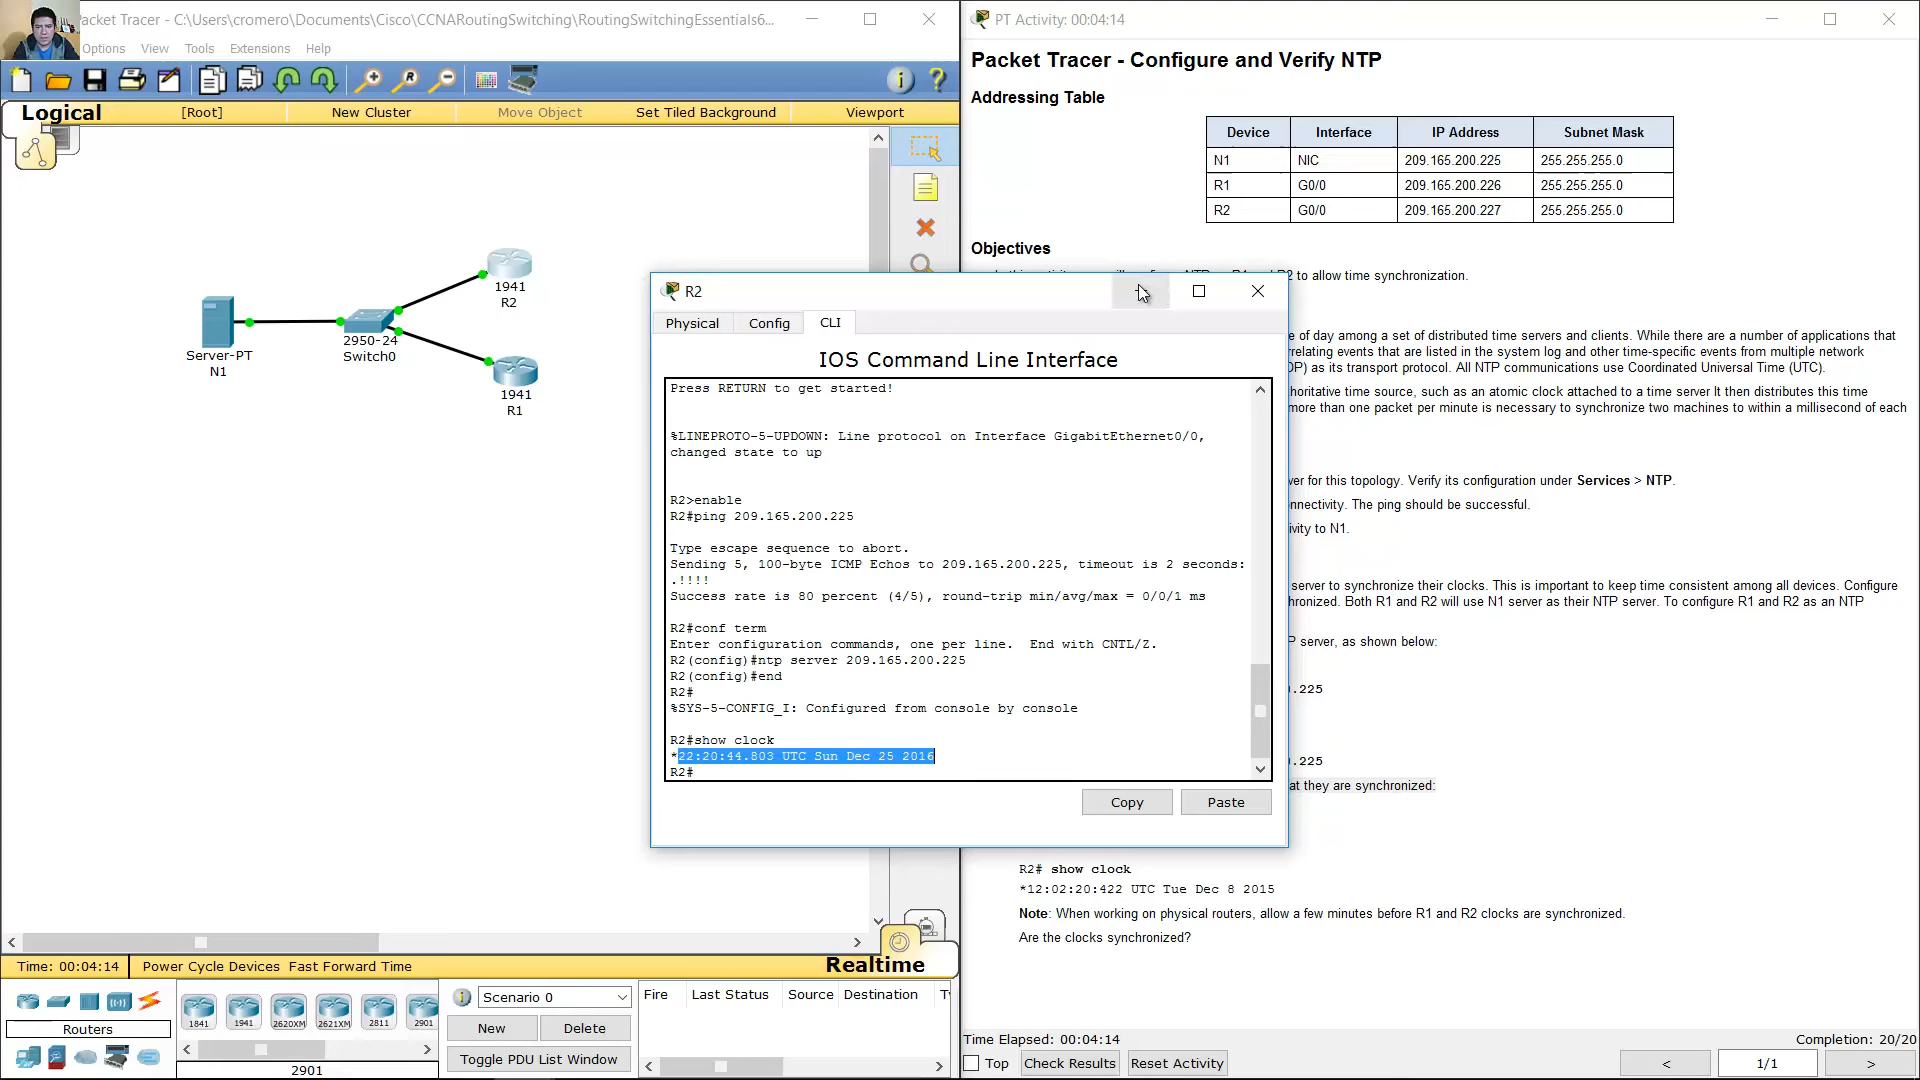 Packet Tracer - C:\Users\cromero\Documents\Cisco\CCNARoutingSwitching\RoutingSwitchingEssentials6...
Options View Tools Extensions Help
Logical [Root] New Cluster Move Object Set Tiled Background Viewport
1941
R2
Server-PT
N1
2950-24
Switch0
1941
R1
Time: 00:04:14 Power Cycle Devices Fast Forward Time
Realtime
Routers
1841 1941 2620XM 2621XM 2811 2901
2901
Scenario 0
New Delete
Toggle PDU List Window
Fire Last Status Source Destination
R2
Physical Config CLI
IOS Command Line Interface
Press RETURN to get started!
%LINEPROTO-5-UPDOWN: Line protocol on Interface GigabitEthernet0/0,
changed state to up
R2>enable
R2#ping 209.165.200.225
Type escape sequence to abort.
Sending 5, 100-byte ICMP Echos to 209.165.200.225, timeout is 2 seconds:
.!!!!
Success rate is 80 percent (4/5), round-trip min/avg/max = 0/0/1 ms
R2#conf term
Enter configuration commands, one per line.  End with CNTL/Z.
R2(config)#ntp server 209.165.200.225
R2(config)#end
R2#
%SYS-5-CONFIG_I: Configured from console by console
R2#show clock
*22:20:44.803 UTC Sun Dec 25 2016
R2#
Copy Paste
PT Activity: 00:04:14
Packet Tracer - Configure and Verify NTP
Addressing Table
Device Interface IP Address Subnet Mask
N1 NIC 209.165.200.225 255.255.255.0
R1 G0/0 209.165.200.226 255.255.255.0
R2 G0/0 209.165.200.227 255.255.255.0
Objectives
2 to allow time synchronization.
e of day among a set of distributed time servers and clients. While there are a number of applications that
rrelating events that are listed in the system log and other time-specific events from multiple network
DP) as its transport protocol. All NTP communications use Coordinated Universal Time (UTC).
horitative time source, such as an atomic clock attached to a time server It then distributes this time
more than one packet per minute is necessary to synchronize two machines to within a millisecond of each
ver for this topology. Verify its configuration under Services > NTP.
nnectivity. The ping should be successful.
ivity to N1.
server to synchronize their clocks. This is important to keep time consistent among all devices. Configure
hronized. Both R1 and R2 will use N1 server as their NTP server. To configure R1 and R2 as an NTP
P server, as shown below:
.225
.225
at they are synchronized:
R2# show clock
*12:02:20:422 UTC Tue Dec 8 2015
Note: When working on physical routers, allow a few minutes before R1 and R2 clocks are synchronized.
Are the clocks synchronized?
Time Elapsed: 00:04:14 Completion: 20/20
Top Check Results Reset Activity < 1/1 >